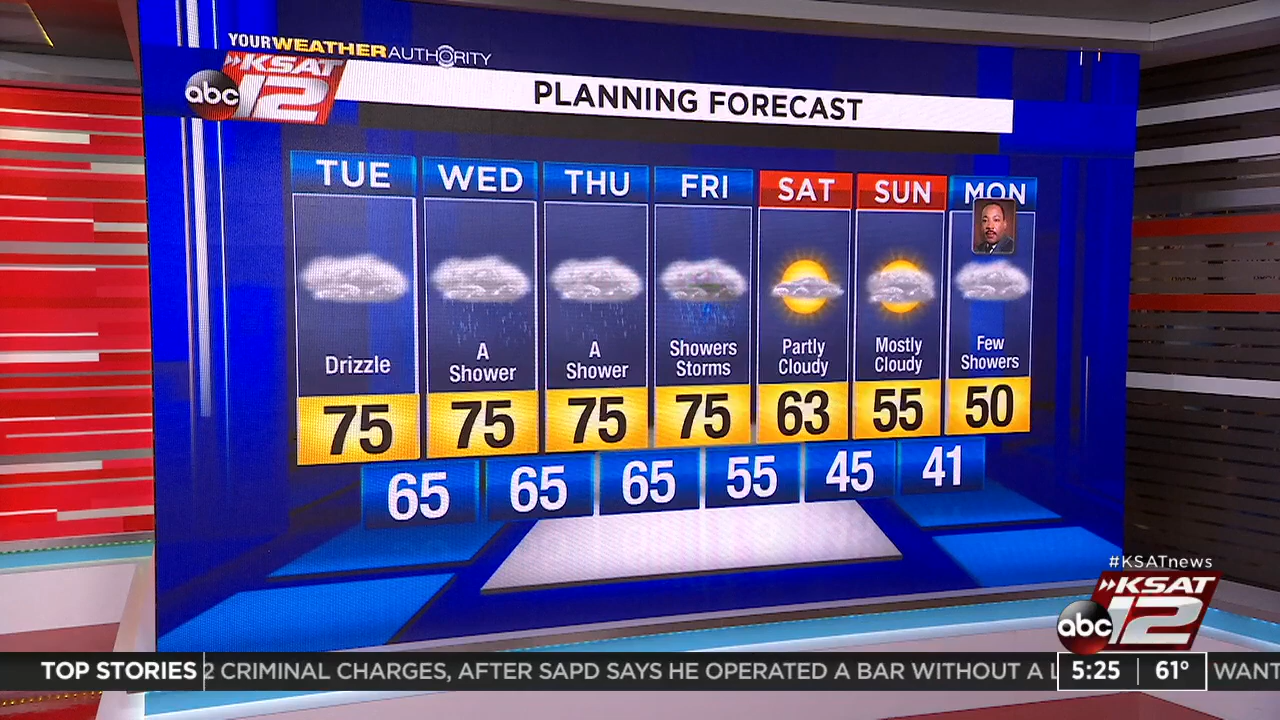 YOUR WEATHER AUTHORITY
KSAT
abc 12
PLANNING FORECAST
TUE WED THU FRI SAT SUN MON
Drizzle
A
Shower
A
Shower
Showers
Storms
Partly
Cloudy
Mostly
Cloudy
Few
Showers
75 75 75 75 63 55 50
65 65 65 55 45 41
#KSATnews
KSAT
abc 12
TOP STORIES 2 CRIMINAL CHARGES, AFTER SAPD SAYS HE OPERATED A BAR WITHOUT A L 5:25 61° WANT